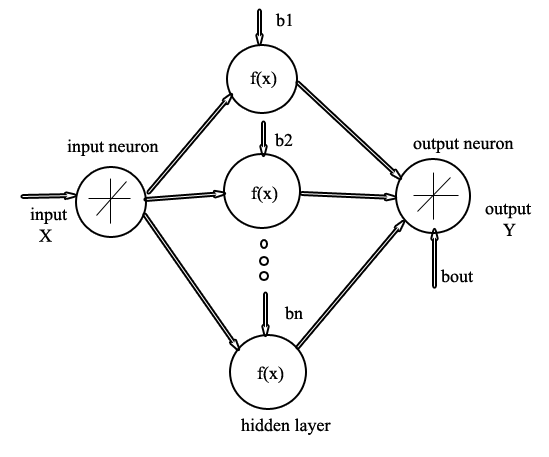 b1
f(x)
b2
input neuron
output neuron
f(x)
input
X
output
Y
bout
bn
f(x)
hidden layer